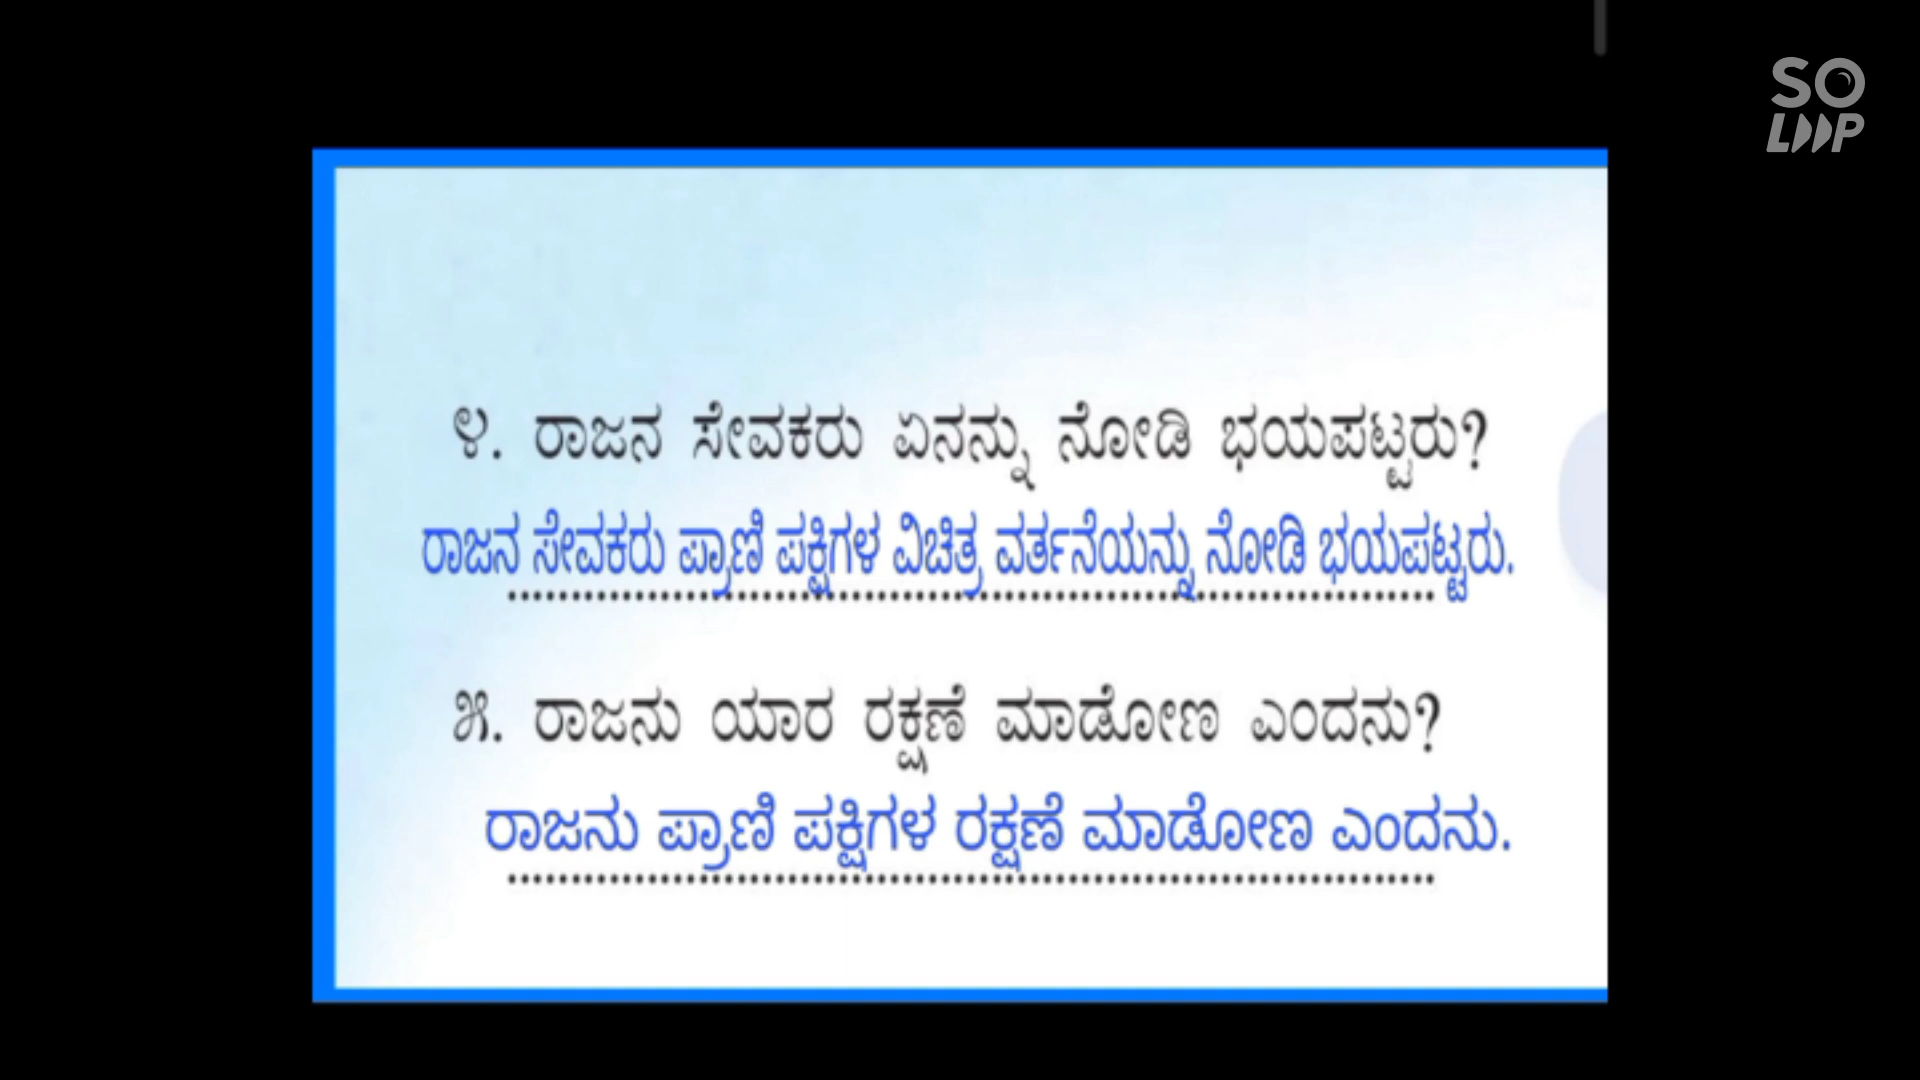 SO
LOOP
೪. ರಾಜನ ಸೇವಕರು ಏನನ್ನು ನೋಡಿ ಭಯಪಟ್ಟರು?
ರಾಜನ ಸೇವಕರು ಪ್ರಾಣಿ ಪಕ್ಷಿಗಳ ವಿಚಿತ್ರ ವರ್ತನೆಯನ್ನು ನೋಡಿ ಭಯಪಟ್ಟರು.
೫. ರಾಜನು ಯಾರ ರಕ್ಷಣೆ ಮಾಡೋಣ ಎಂದನು?
ರಾಜನು ಪ್ರಾಣಿ ಪಕ್ಷಿಗಳ ರಕ್ಷಣೆ ಮಾಡೋಣ ಎಂದನು.